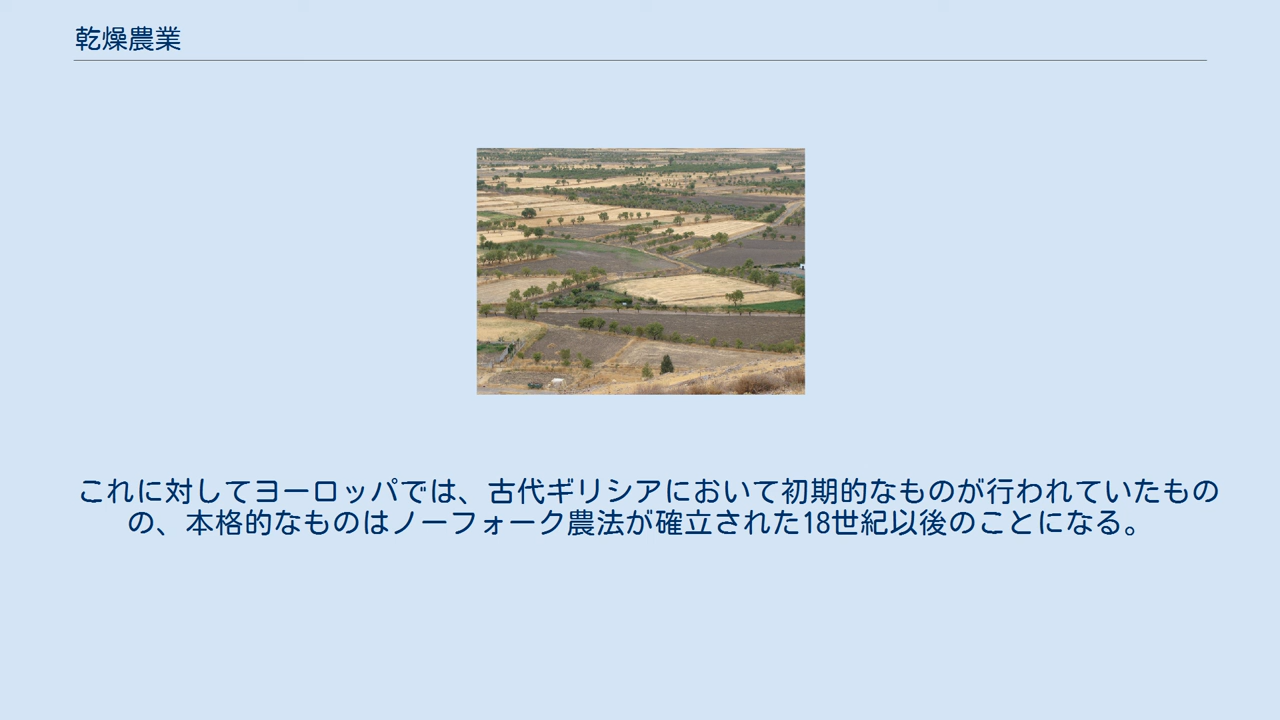 乾燥農業
これに対してヨーロッパでは、古代ギリシアにおいて初期的なものが行われていたもの
の、本格的なものはノーフォーク農法が確立された18世紀以後のことになる。